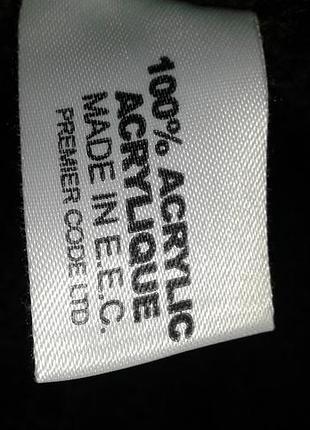 100% ACRYLIC
ACRYLIQUE
MADE IN E.E.C.
PREMIER CODE LTD